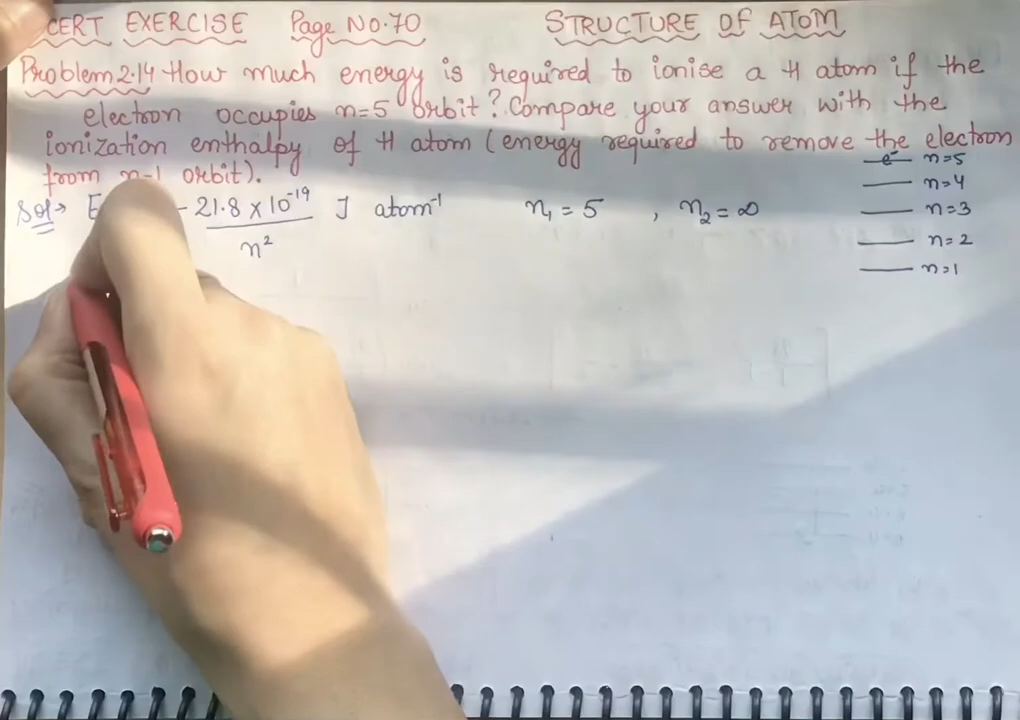 CERT EXERCISE Page No.70 STRUCTURE OF ATOM
Problem 2.14 How much energy is required to ionise a H atom if the
electron occupies n=5 orbit? Compare your answer with the
ionization enthalpy of H atom (energy required to remove the electron
from n=1 orbit).
e⁻ n=5
n=4
n=3
n=2
n=1
Sol→ E - 21.8 x 10⁻¹⁹ J atom⁻¹ n₁ = 5 , n₂ = ∞
n²